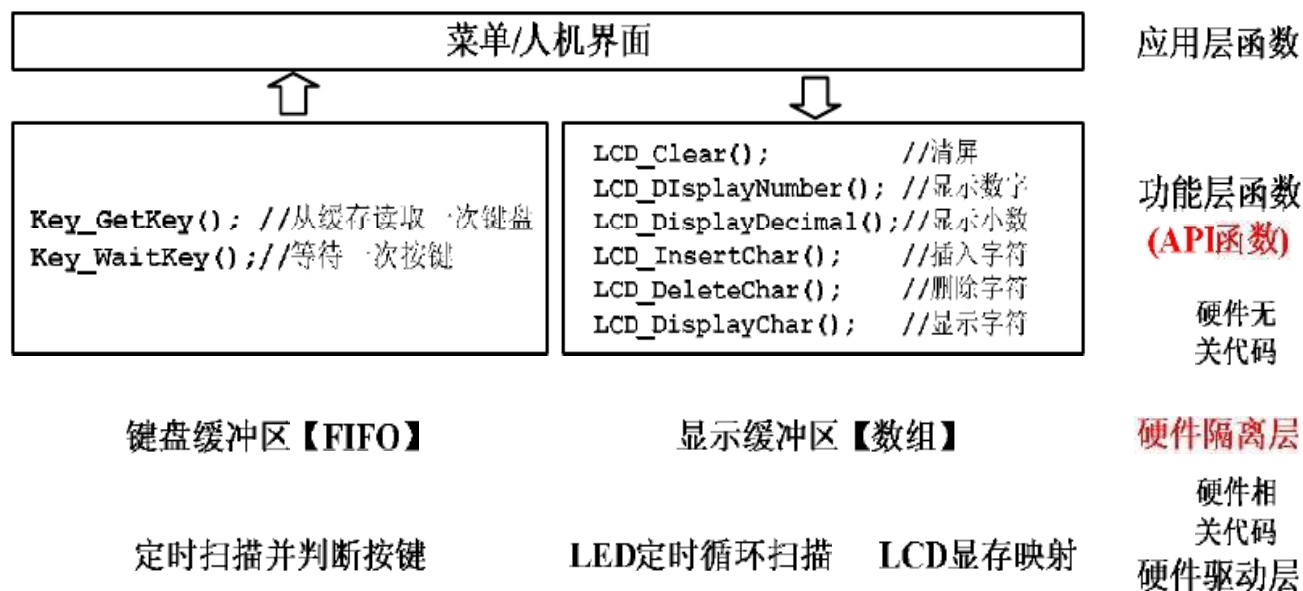 菜单/人机界面
应用层函数
Key_GetKey(); //从缓存读取一次键盘
Key_WaitKey();//等待一次按键
LCD_Clear(); //清屏
LCD_DIsplayNumber(); //显示数字
LCD_DisplayDecimal();//显示小数
LCD_InsertChar(); //插入字符
LCD_DeleteChar(); //删除字符
LCD_DisplayChar(); //显示字符
功能层函数
(API函数)
硬件无
关代码
键盘缓冲区【FIFO】
显示缓冲区【数组】
硬件隔离层
硬件相
关代码
定时扫描并判断按键
LED定时循环扫描
LCD显存映射
硬件驱动层